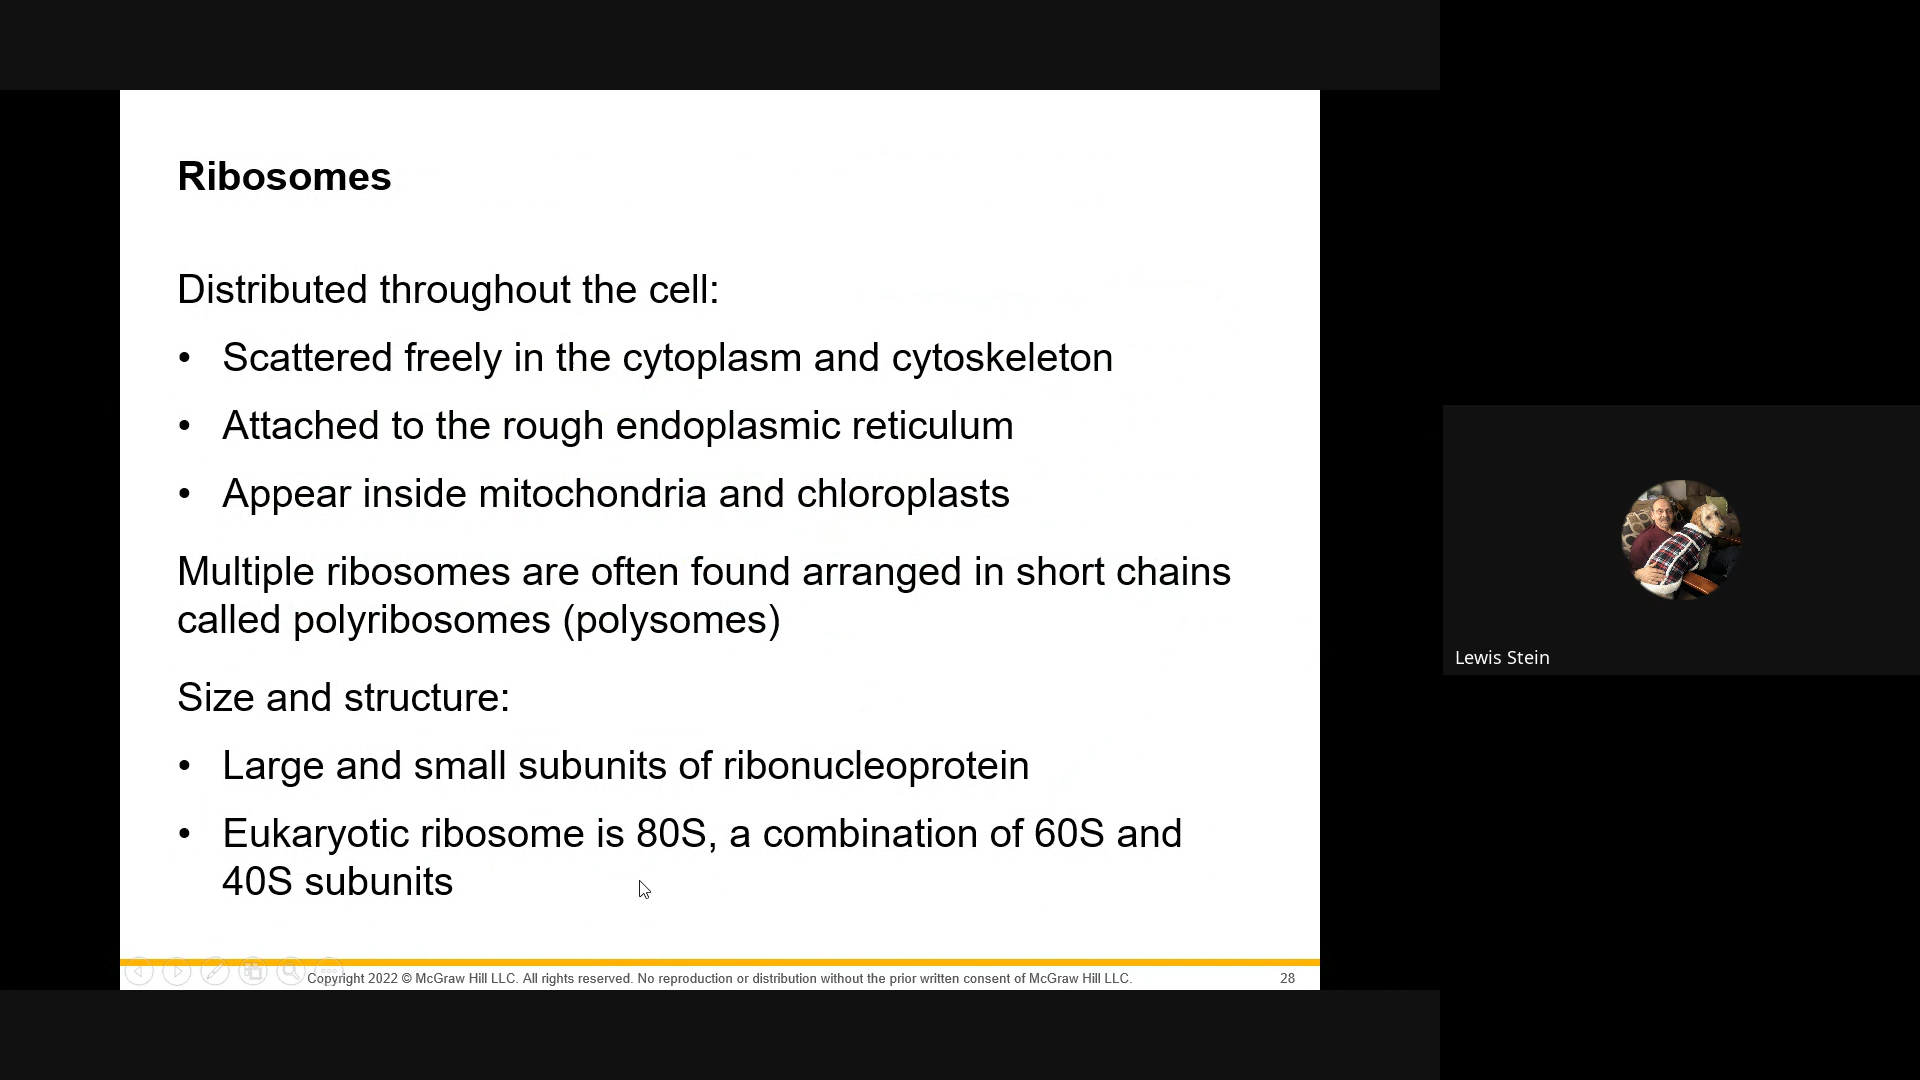 Ribosomes
Distributed throughout the cell:
• Scattered freely in the cytoplasm and cytoskeleton
• Attached to the rough endoplasmic reticulum
• Appear inside mitochondria and chloroplasts
Multiple ribosomes are often found arranged in short chains
called polyribosomes (polysomes)
Size and structure:
• Large and small subunits of ribonucleoprotein
• Eukaryotic ribosome is 80S, a combination of 60S and
40S subunits
Copyright 2022 © McGraw Hill LLC. All rights reserved. No reproduction or distribution without the prior written consent of McGraw Hill LLC.
28
Lewis Stein